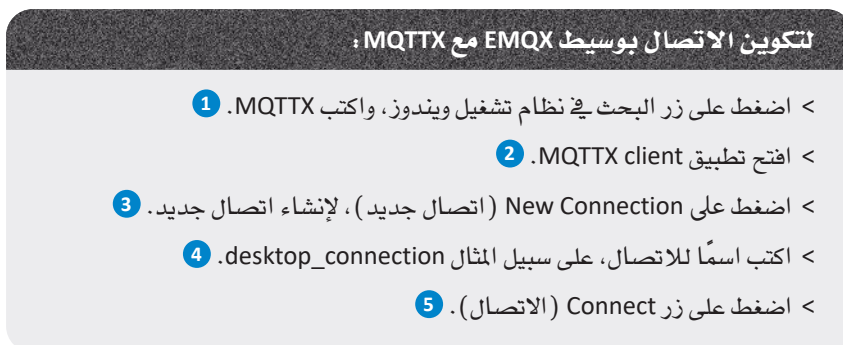 لتكوين الاتصال بوسيط EMQX مع MQTTX :
> اضغط على زر البحث في نظام تشغيل ويندوز، واكتب MQTTX. 1
> افتح تطبيق MQTTX client. 2
> اضغط على New Connection (اتصال جديد)، لإنشاء اتصال جديد. 3
> اكتب اسمًا للاتصال، على سبيل المثال desktop_connection. 4
> اضغط على زر Connect (الاتصال). 5